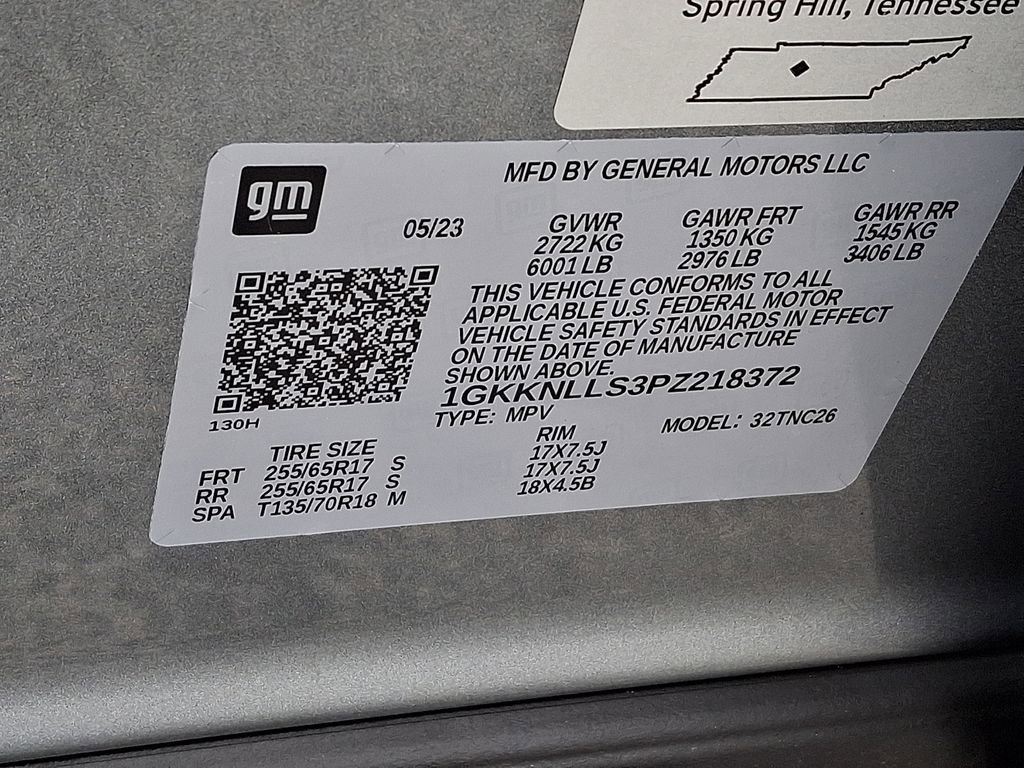 Spring Hill, Tennessee
gm
MFD BY GENERAL MOTORS LLC
05/23
GVWR
2722 KG
6001 LB
GAWR FRT
1350 KG
2976 LB
GAWR RR
1545 KG
3406 LB
THIS VEHICLE CONFORMS TO ALL
APPLICABLE U.S. FEDERAL MOTOR
VEHICLE SAFETY STANDARDS IN EFFECT
ON THE DATE OF MANUFACTURE
SHOWN ABOVE.
1GKKNLLS3PZ218372
TYPE: MPV
MODEL: 32TNC26
130H
TIRE SIZE
RIM
FRT 255/65R17 S 17X7.5J
RR 255/65R17 S 17X7.5J
SPA T135/70R18 M 18X4.5B